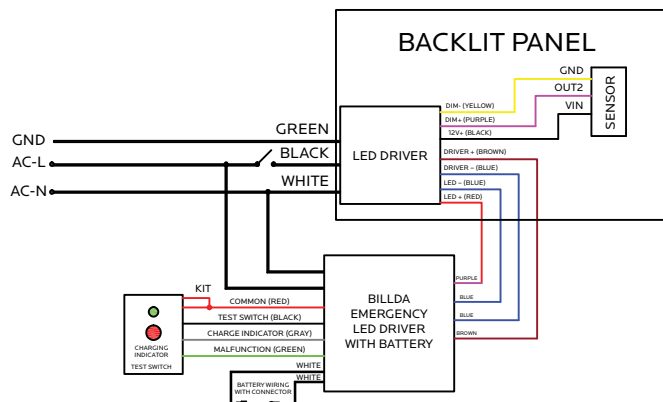 BACKLIT PANEL
GND
OUT2
VIN
SENSOR
DIM- (YELLOW)
DIM+ (PURPLE)
12V+ (BLACK)
DRIVER + (BROWN)
DRIVER – (BLUE)
LED – (BLUE)
LED + (RED)
LED DRIVER
GND
GREEN
AC-L
BLACK
AC-N
WHITE
KIT
COMMON (RED)
TEST SWITCH (BLACK)
CHARGE INDICATOR (GRAY)
MALFUNCTION (GREEN)
CHARGING
INDICATOR
TEST SWITCH
BILLDA
EMERGENCY
LED DRIVER
WITH BATTERY
PURPLE
BLUE
BLUE
BROWN
WHITE
WHITE
BATTERY WIRING
WITH CONNECTOR